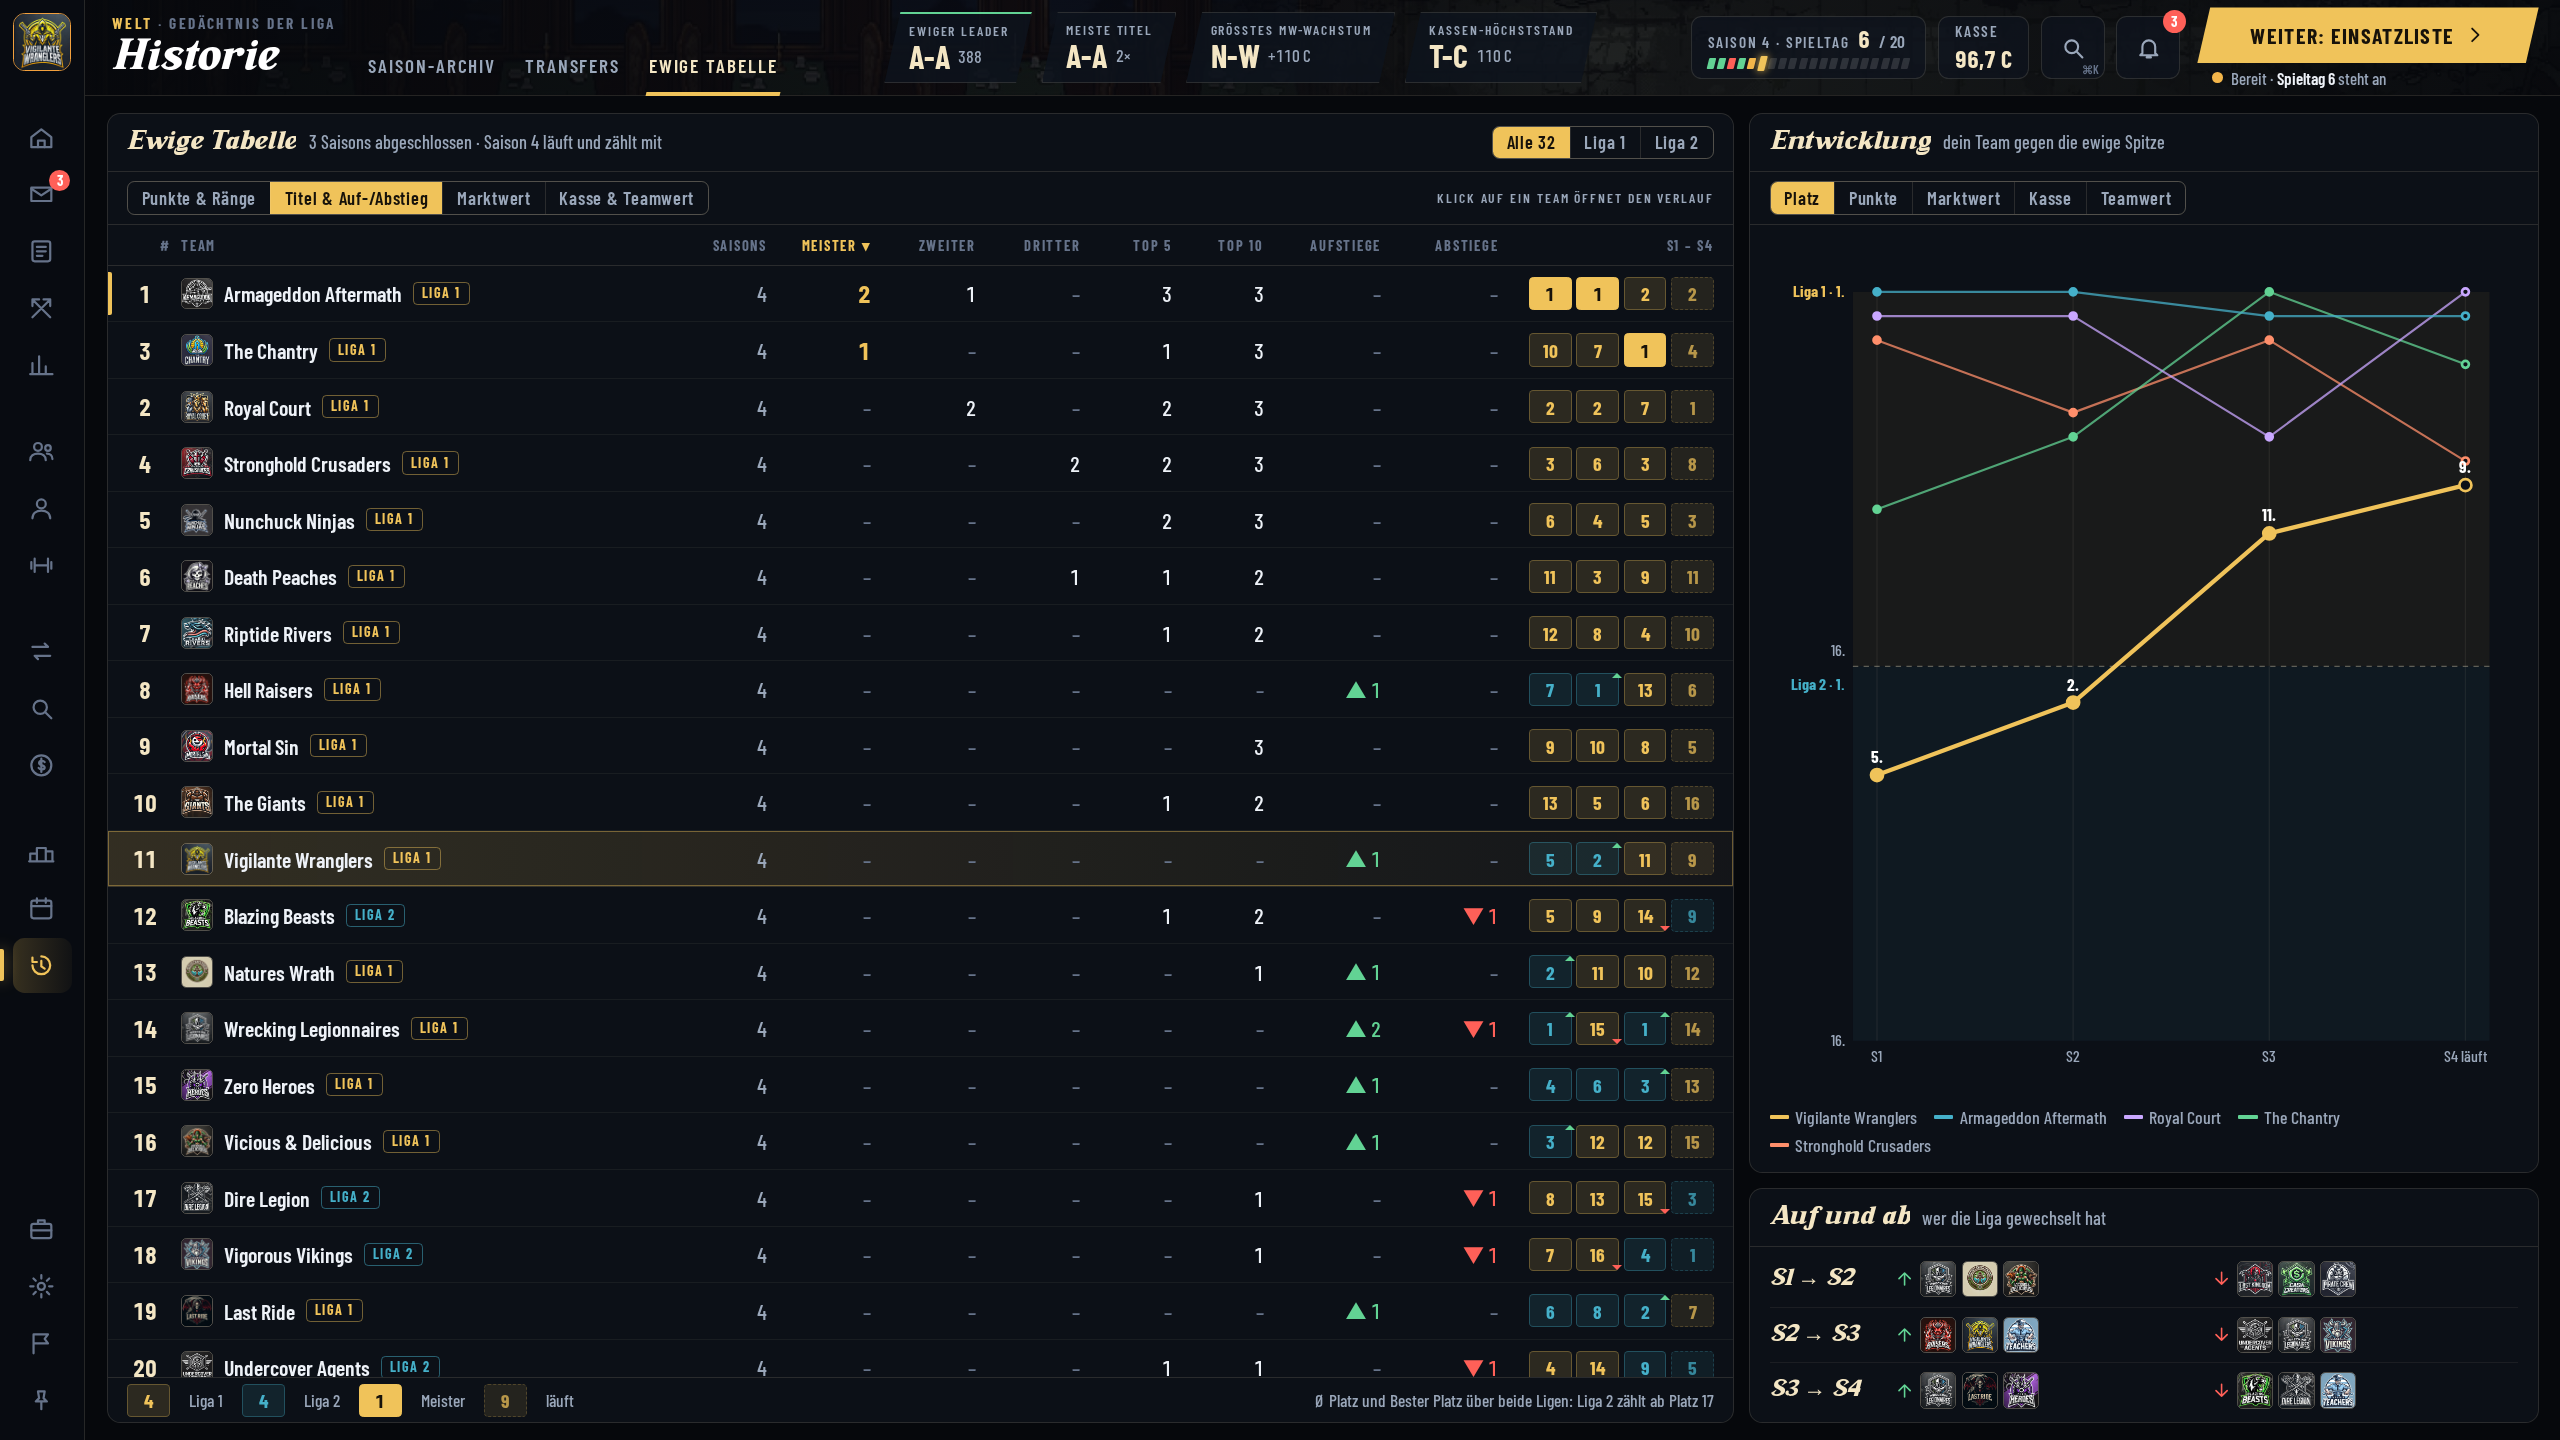 WELT · GEDÄCHTNIS DER LIGA
Historie
SAISON-ARCHIV TRANSFERS EWIGE TABELLE
EWIGER LEADER
A-A 388
MEISTE TITEL
A-A 2×
GRÖSSTES MW-WACHSTUM
N-W +110 C
KASSEN-HÖCHSTSTAND
T-C 110 C
SAISON 4 · SPIELTAG 6 / 20
KASSE
96,7 C
⌘K
3
WEITER: EINSATZLISTE
Bereit · Spieltag 6 steht an
3
Ewige Tabelle 3 Saisons abgeschlossen · Saison 4 läuft und zählt mit
Alle 32 Liga 1 Liga 2
Punkte & Ränge Titel & Auf-/Abstieg Marktwert Kasse & Teamwert
KLICK AUF EIN TEAM ÖFFNET DEN VERLAUF
# TEAM SAISONS MEISTER ▼ ZWEITER DRITTER TOP 5 TOP 10 AUFSTIEGE ABSTIEGE S1 – S4
1 Armageddon Aftermath LIGA 1 4 2 1 – 3 3 – – 1 1 2 2
3 The Chantry LIGA 1 4 1 – – 1 3 – – 10 7 1 4
2 Royal Court LIGA 1 4 – 2 – 2 3 – – 2 2 7 1
4 Stronghold Crusaders LIGA 1 4 – – 2 2 3 – – 3 6 3 8
5 Nunchuck Ninjas LIGA 1 4 – – – 2 3 – – 6 4 5 3
6 Death Peaches LIGA 1 4 – – 1 1 2 – – 11 3 9 11
7 Riptide Rivers LIGA 1 4 – – – 1 2 – – 12 8 4 10
8 Hell Raisers LIGA 1 4 – – – – – ▲ 1 – 7 1 13 6
9 Mortal Sin LIGA 1 4 – – – – 3 – – 9 10 8 5
10 The Giants LIGA 1 4 – – – 1 2 – – 13 5 6 16
11 Vigilante Wranglers LIGA 1 4 – – – – – ▲ 1 – 5 2 11 9
12 Blazing Beasts LIGA 2 4 – – – 1 2 – ▼ 1 5 9 14 9
13 Natures Wrath LIGA 1 4 – – – – 1 ▲ 1 – 2 11 10 12
14 Wrecking Legionnaires LIGA 1 4 – – – – – ▲ 2 ▼ 1 1 15 1 14
15 Zero Heroes LIGA 1 4 – – – – – ▲ 1 – 4 6 3 13
16 Vicious & Delicious LIGA 1 4 – – – – – ▲ 1 – 3 12 12 15
17 Dire Legion LIGA 2 4 – – – – 1 – ▼ 1 8 13 15 3
18 Vigorous Vikings LIGA 2 4 – – – – 1 – ▼ 1 7 16 4 1
19 Last Ride LIGA 1 4 – – – – – ▲ 1 – 6 8 2 7
20 Undercover Agents LIGA 2 4 – – – 1 1 – ▼ 1 4 14 9 5
4 Liga 1 4 Liga 2 1 Meister 9 läuft
Ø Platz und Bester Platz über beide Ligen: Liga 2 zählt ab Platz 17
Entwicklung dein Team gegen die ewige Spitze
Platz Punkte Marktwert Kasse Teamwert
Liga 1 · 1.
9.
11.
16.
Liga 2 · 1.
2.
5.
16.
S1 S2 S3 S4 läuft
Vigilante Wranglers Armageddon Aftermath Royal Court The Chantry
Stronghold Crusaders
Auf und ab wer die Liga gewechselt hat
S1 → S2 ↑ ↓
S2 → S3 ↑ ↓
S3 → S4 ↑ ↓